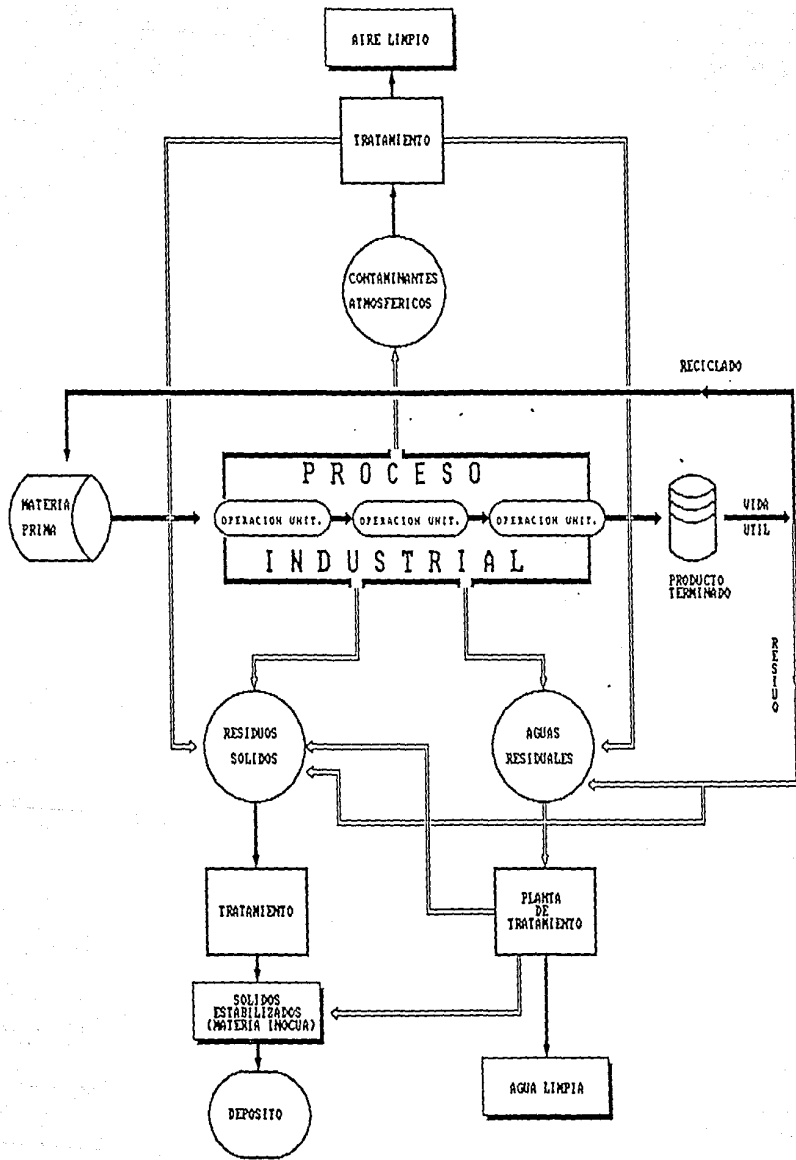 AIRE LIMPIO
TRATAMIENTO
CONTAMINANTES
ATMOSFERICOS
RECICLADO
MATERIA
PRIMA
PROCESO
OPERACION UNIT.
OPERACION UNIT.
OPERACION UNIT.
INDUSTRIAL
VIDA
UTIL
PRODUCTO
TERMINADO
RESIUO
RESIDUOS
SOLIDOS
AGUAS
RESIDUALES
TRATAMIENTO
PLANTA
DE
TRATAMIENTO
SOLIDOS
ESTABILIZADOS
(MATERIA INOCUA)
AGUA LIMPIA
DEPOSITO